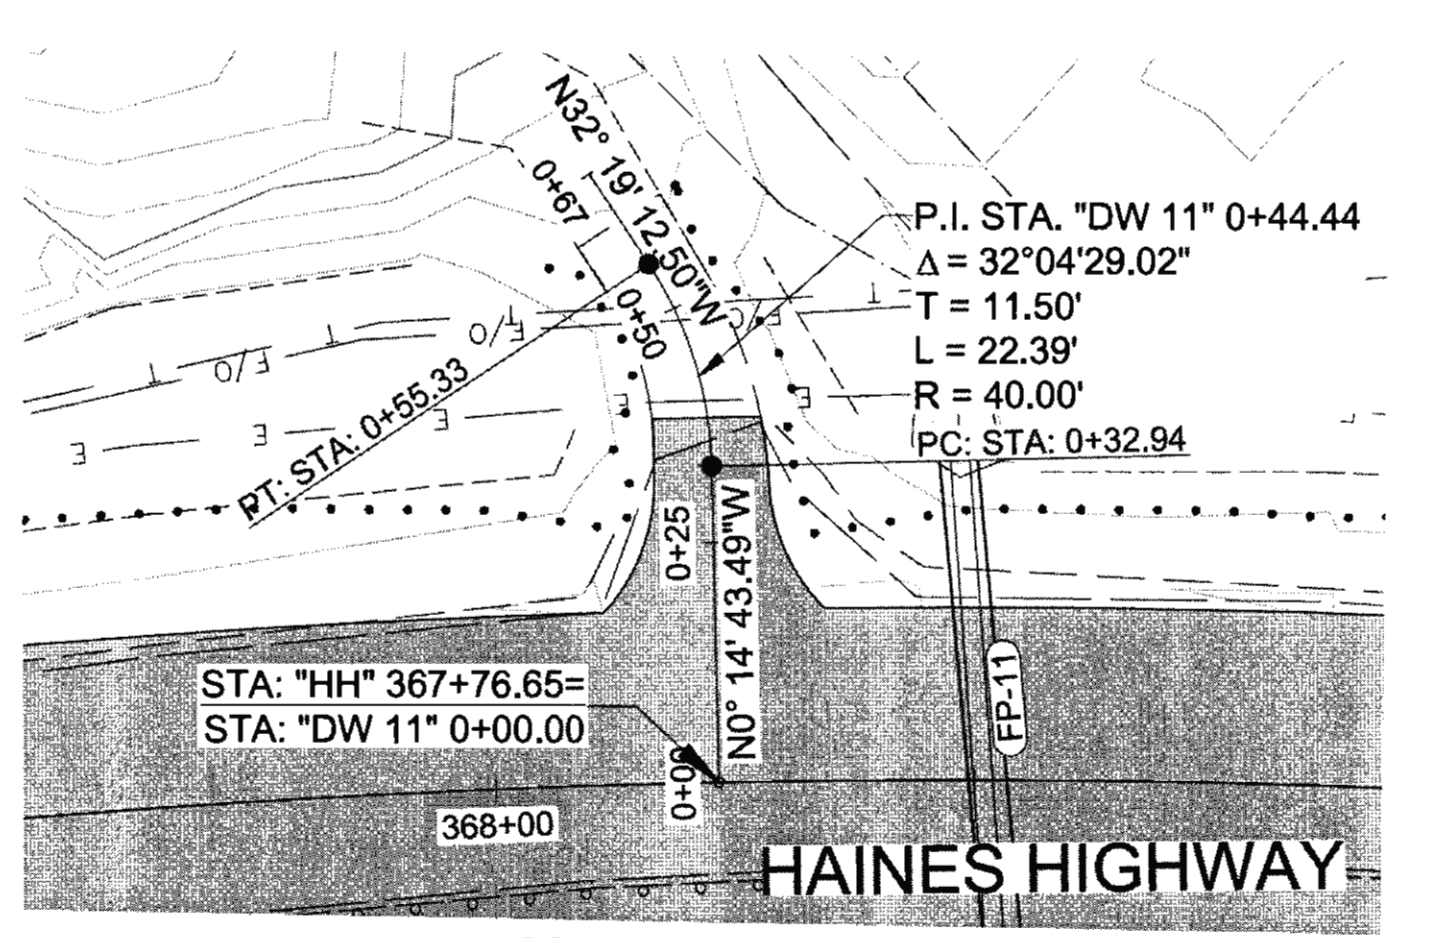 N32° 19' 12.50"W
0+67
P.I. STA. "DW 11" 0+44.44
Δ = 32°04'29.02"
T = 11.50'
L = 22.39'
R = 40.00'
PC: STA: 0+32.94
0+50
T
T
T
F/O
F/O
E
E
E
E
E
RT: STA: 0+55.33
0+25
N0° 14' 43.49"W
STA: "HH" 367+76.65=
STA: "DW 11" 0+00.00
FP-11
0+00
368+00
HAINES HIGHWAY